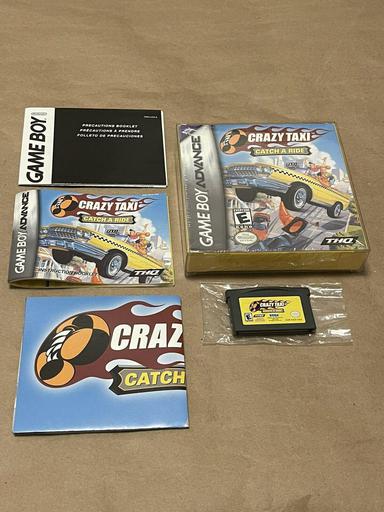 GAME BOY
PRECAUTIONS BOOKLET
PRÉCAUTIONS À PRENDRE
FOLLETO DE PRECAUCIONES
GAME BOY ADVANCE
CRAZY TAXI
CATCH A RIDE
TAXI
E
THQ
GAME BOY ADVANCE
CRAZY TAXI
CATCH A RIDE
INSTRUCTION BOOKLET
THQ
CRAZY TAXI
E
CRAZ
CATCH